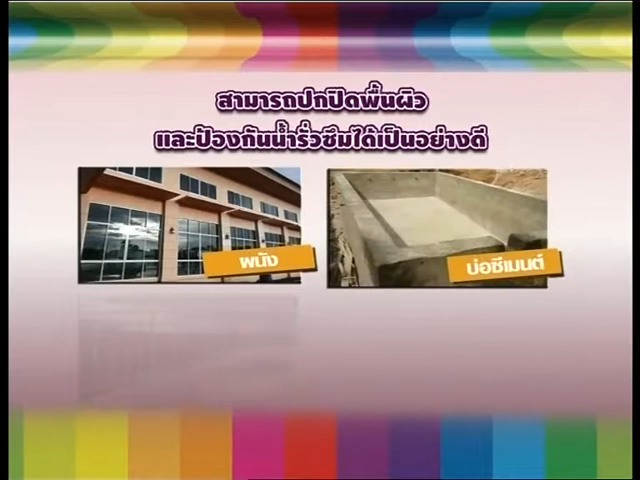 สามารถปกปิดพื้นผิว
และป้องกันน้ำรั่วซึมได้เป็นอย่างดี
ผนัง
บ่อซีเมนต์